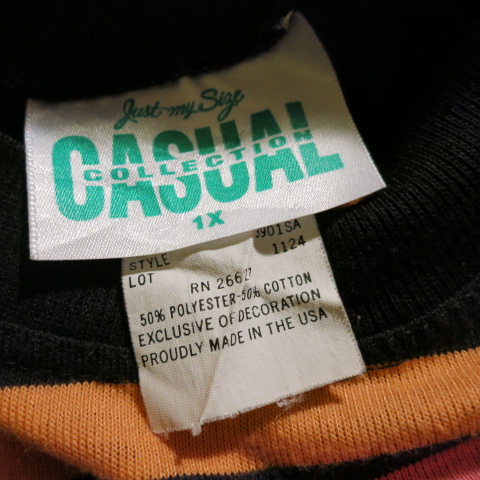 Just my Size
CASUAL
COLLECTION
1X
STYLE 3901SA
LOT 1124
RN 26627
50% POLYESTER-50% COTTON
EXCLUSIVE OF DECORATION
PROUDLY MADE IN THE USA